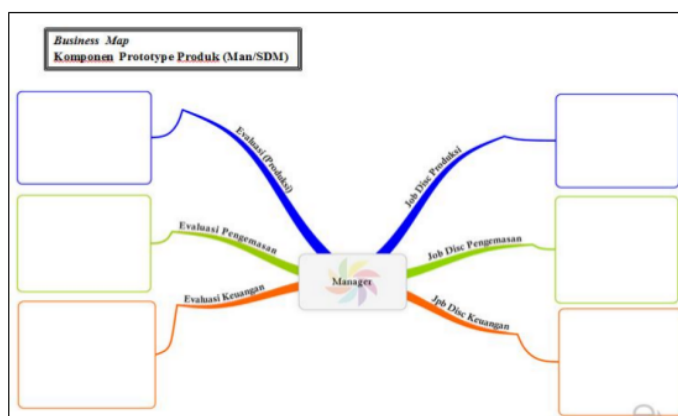 Business Map
Komponen Prototype Produk (Man/SDM)
Evaluasi (Produksi)
Job Disc Produksi
Evaluasi Pengemasan
Job Disc Pengemasan
Manager
Evaluasi Keuangan
Jpb Disc Keuangan